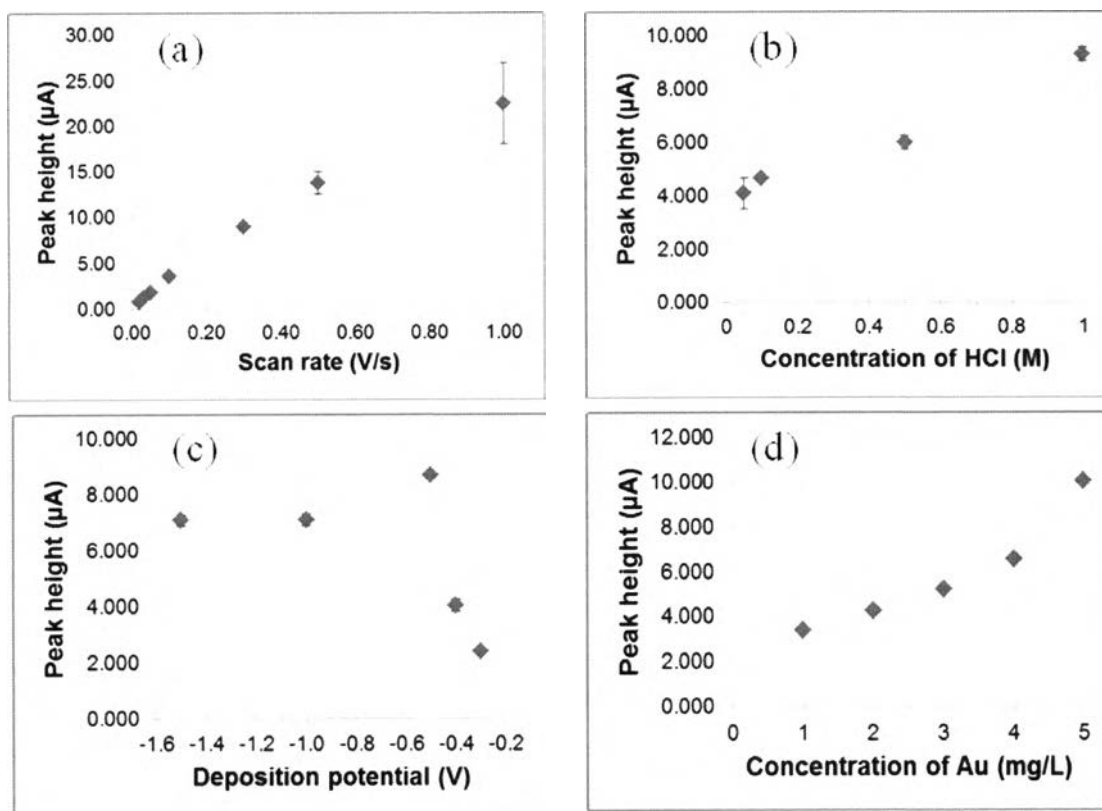 (a)
Peak height (µA)
30.00
25.00
20.00
15.00
10.00
5.00
0.00
0.00 0.20 0.40 0.60 0.80 1.00
Scan rate (V/s)
(b)
Peak height (µA)
10.000
8.000
6.000
4.000
2.000
0.000
0 0.2 0.4 0.6 0.8 1
Concentration of HCl (M)
(c)
Peak height (µA)
10.000
8.000
6.000
4.000
2.000
0.000
-1.6 -1.4 -1.2 -1.0 -0.8 -0.6 -0.4 -0.2
Deposition potential (V)
(d)
Peak height (µA)
12.000
10.000
8.000
6.000
4.000
2.000
0.000
0 1 2 3 4 5
Concentration of Au (mg/L)